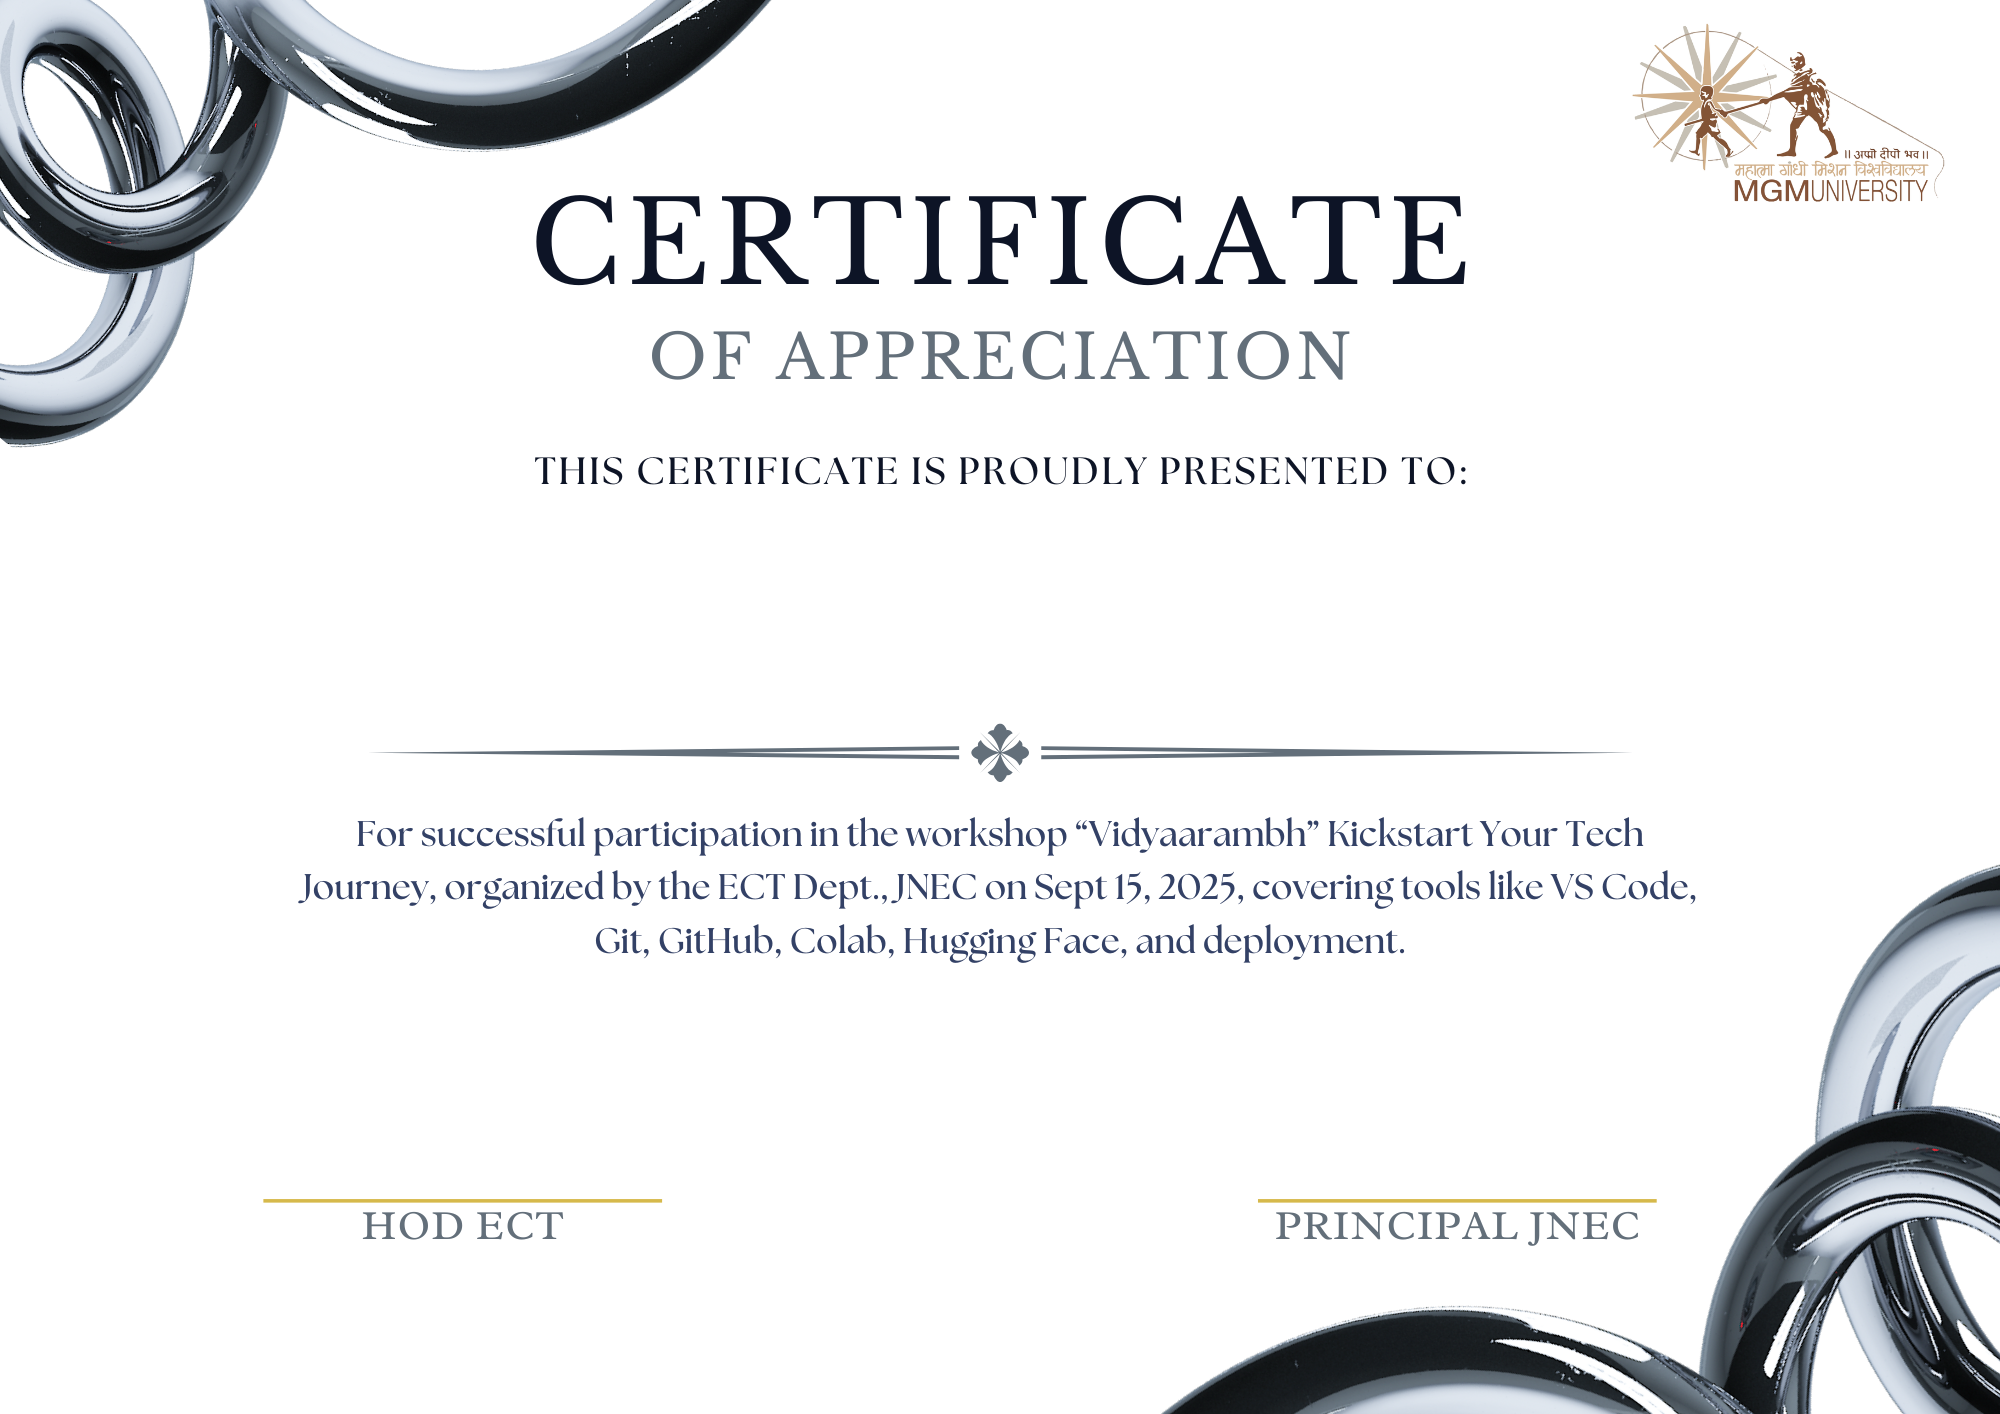 || अप्पो दीपो भव ||
महात्मा गांधी मिशन विश्वविद्यालय
MGMUNIVERSITY
CERTIFICATE
OF APPRECIATION
THIS CERTIFICATE IS PROUDLY PRESENTED TO:
For successful participation in the workshop “Vidyaarambh” Kickstart Your Tech
Journey, organized by the ECT Dept., JNEC on Sept 15, 2025, covering tools like VS Code,
Git, GitHub, Colab, Hugging Face, and deployment.
HOD ECT
PRINCIPAL JNEC